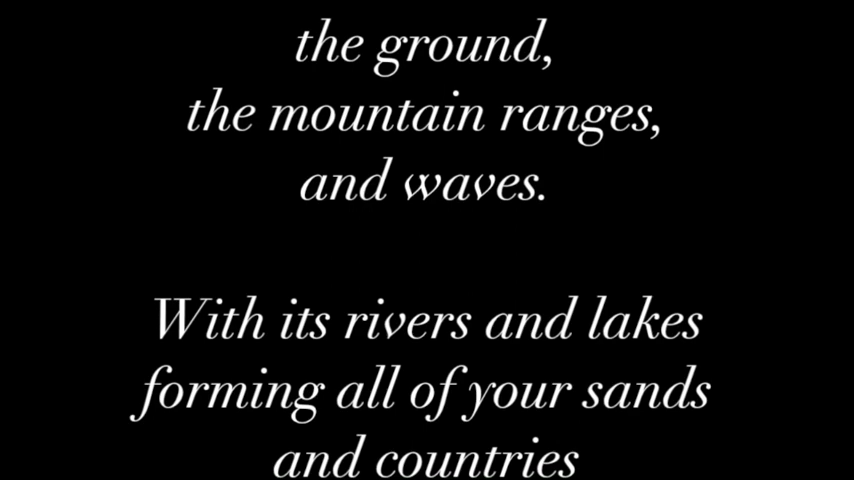 the ground,
the mountain ranges,
and waves.
With its rivers and lakes
forming all of your sands
and countries